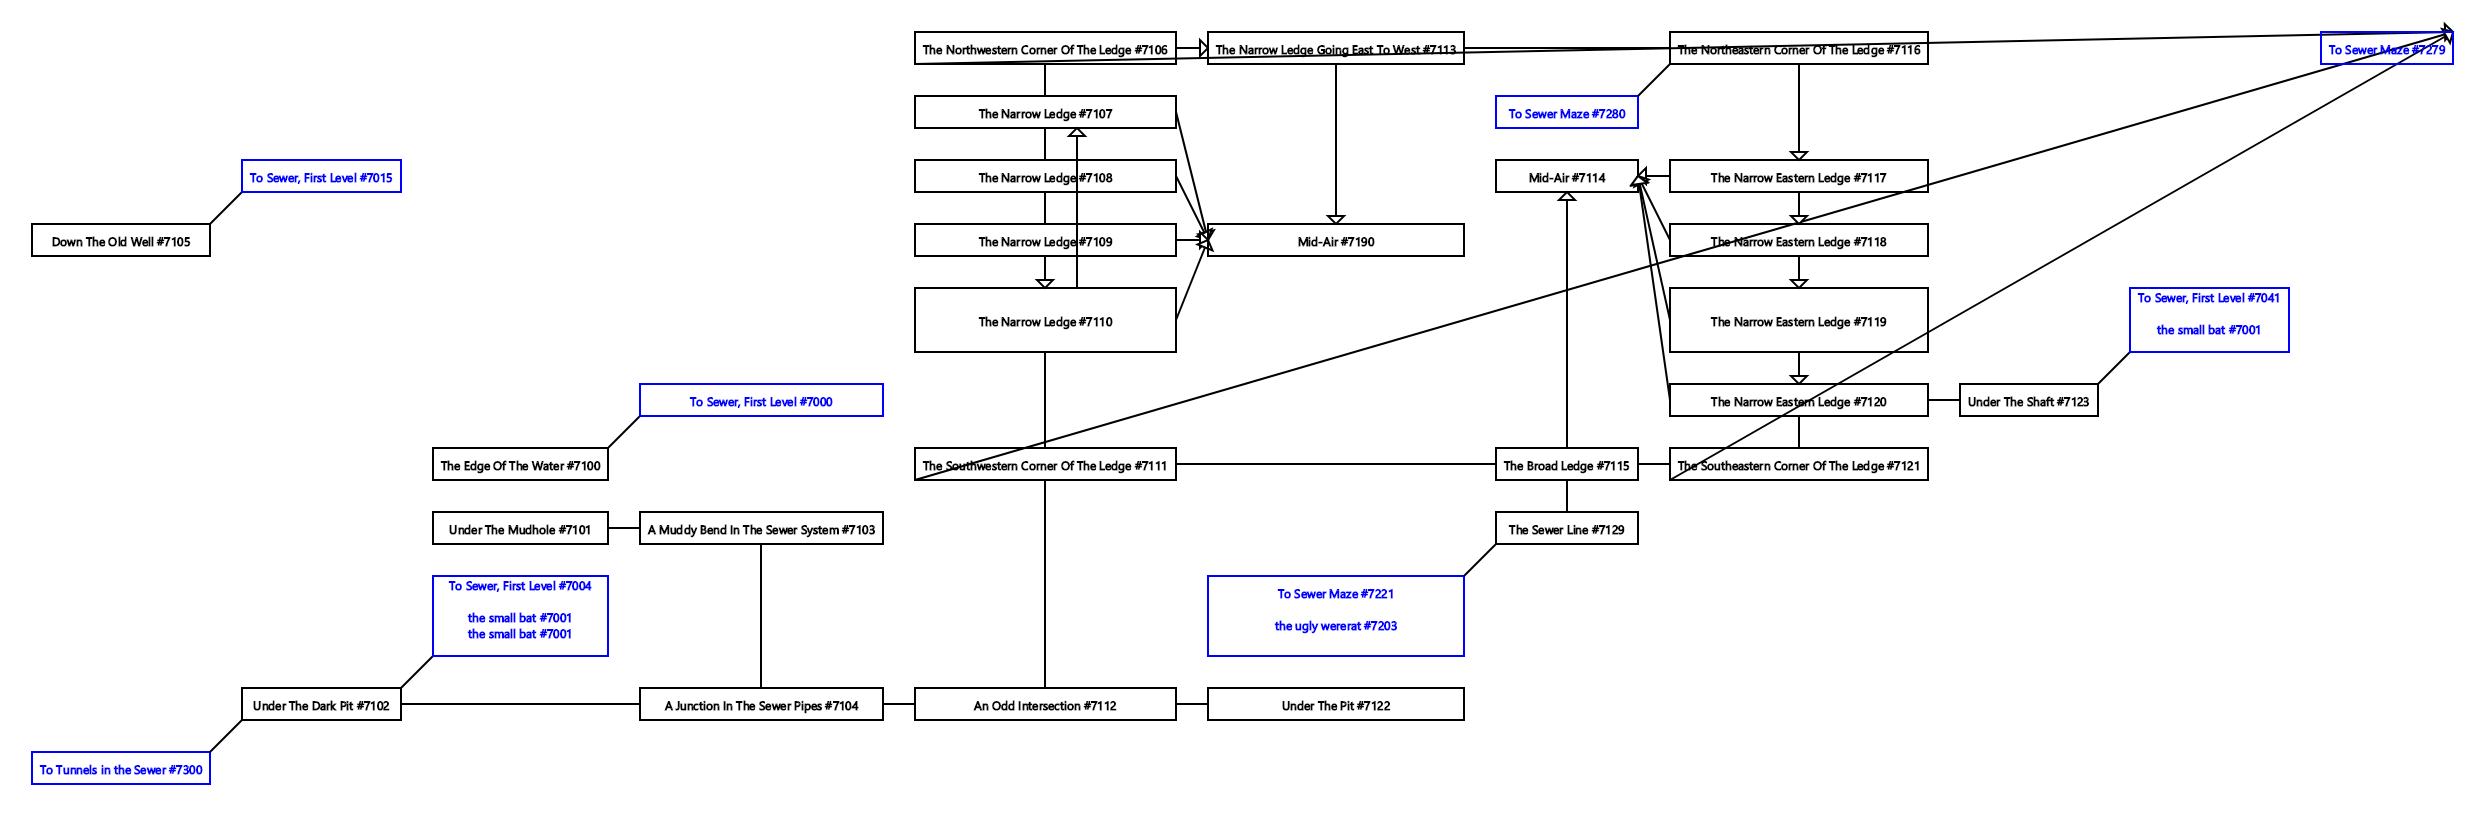 The Northwestern Corner Of The Ledge #7106
The Narrow Ledge Going East To West #7113
The Northeastern Corner Of The Ledge #7116
To Sewer Maze #7279
The Narrow Ledge #7107
To Sewer Maze #7280
To Sewer, First Level #7015
The Narrow Ledge #7108
Mid-Air #7114
The Narrow Eastern Ledge #7117
Down The Old Well #7105
The Narrow Ledge #7109
Mid-Air #7190
The Narrow Eastern Ledge #7118
The Narrow Ledge #7110
The Narrow Eastern Ledge #7119
To Sewer, First Level #7041
the small bat #7001
To Sewer, First Level #7000
The Narrow Eastern Ledge #7120
Under The Shaft #7123
The Edge Of The Water #7100
The Southwestern Corner Of The Ledge #7111
The Broad Ledge #7115
The Southeastern Corner Of The Ledge #7121
Under The Mudhole #7101
A Muddy Bend In The Sewer System #7103
The Sewer Line #7129
To Sewer, First Level #7004
the small bat #7001
the small bat #7001
To Sewer Maze #7221
the ugly wererat #7203
Under The Dark Pit #7102
A Junction In The Sewer Pipes #7104
An Odd Intersection #7112
Under The Pit #7122
To Tunnels in the Sewer #7300